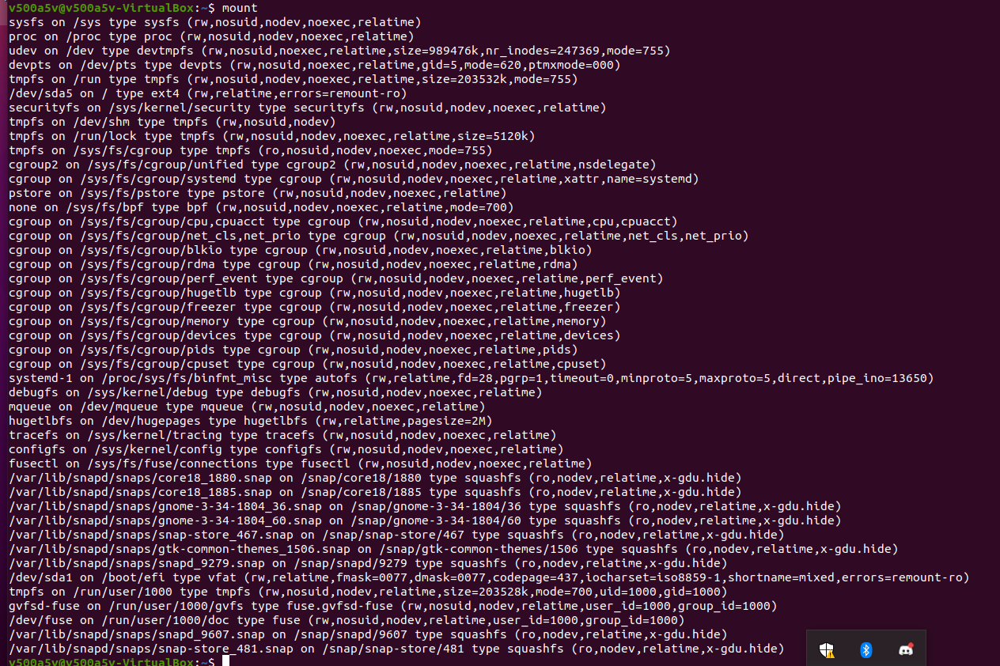 v500a5v@v500a5v-VirtualBox:~$ mount
sysfs on /sys type sysfs (rw,nosuid,nodev,noexec,relatime)
proc on /proc type proc (rw,nosuid,nodev,noexec,relatime)
udev on /dev type devtmpfs (rw,nosuid,noexec,relatime,size=989476k,nr_inodes=247369,mode=755)
devpts on /dev/pts type devpts (rw,nosuid,noexec,relatime,gid=5,mode=620,ptmxmode=000)
tmpfs on /run type tmpfs (rw,nosuid,nodev,noexec,relatime,size=203532k,mode=755)
/dev/sda5 on / type ext4 (rw,relatime,errors=remount-ro)
securityfs on /sys/kernel/security type securityfs (rw,nosuid,nodev,noexec,relatime)
tmpfs on /dev/shm type tmpfs (rw,nosuid,nodev)
tmpfs on /run/lock type tmpfs (rw,nosuid,nodev,noexec,relatime,size=5120k)
tmpfs on /sys/fs/cgroup type tmpfs (ro,nosuid,nodev,noexec,mode=755)
cgroup2 on /sys/fs/cgroup/unified type cgroup2 (rw,nosuid,nodev,noexec,relatime,nsdelegate)
cgroup on /sys/fs/cgroup/systemd type cgroup (rw,nosuid,nodev,noexec,relatime,xattr,name=systemd)
pstore on /sys/fs/pstore type pstore (rw,nosuid,nodev,noexec,relatime)
none on /sys/fs/bpf type bpf (rw,nosuid,nodev,noexec,relatime,mode=700)
cgroup on /sys/fs/cgroup/cpu,cpuacct type cgroup (rw,nosuid,nodev,noexec,relatime,cpu,cpuacct)
cgroup on /sys/fs/cgroup/net_cls,net_prio type cgroup (rw,nosuid,nodev,noexec,relatime,net_cls,net_prio)
cgroup on /sys/fs/cgroup/blkio type cgroup (rw,nosuid,nodev,noexec,relatime,blkio)
cgroup on /sys/fs/cgroup/rdma type cgroup (rw,nosuid,nodev,noexec,relatime,rdma)
cgroup on /sys/fs/cgroup/perf_event type cgroup (rw,nosuid,nodev,noexec,relatime,perf_event)
cgroup on /sys/fs/cgroup/hugetlb type cgroup (rw,nosuid,nodev,noexec,relatime,hugetlb)
cgroup on /sys/fs/cgroup/freezer type cgroup (rw,nosuid,nodev,noexec,relatime,freezer)
cgroup on /sys/fs/cgroup/memory type cgroup (rw,nosuid,nodev,noexec,relatime,memory)
cgroup on /sys/fs/cgroup/devices type cgroup (rw,nosuid,nodev,noexec,relatime,devices)
cgroup on /sys/fs/cgroup/pids type cgroup (rw,nosuid,nodev,noexec,relatime,pids)
cgroup on /sys/fs/cgroup/cpuset type cgroup (rw,nosuid,nodev,noexec,relatime,cpuset)
systemd-1 on /proc/sys/fs/binfmt_misc type autofs (rw,relatime,fd=28,pgrp=1,timeout=0,minproto=5,maxproto=5,direct,pipe_ino=13650)
debugfs on /sys/kernel/debug type debugfs (rw,nosuid,nodev,noexec,relatime)
mqueue on /dev/mqueue type mqueue (rw,nosuid,nodev,noexec,relatime)
hugetlbfs on /dev/hugepages type hugetlbfs (rw,relatime,pagesize=2M)
tracefs on /sys/kernel/tracing type tracefs (rw,nosuid,nodev,noexec,relatime)
configfs on /sys/kernel/config type configfs (rw,nosuid,nodev,noexec,relatime)
fusectl on /sys/fs/fuse/connections type fusectl (rw,nosuid,nodev,noexec,relatime)
/var/lib/snapd/snaps/core18_1880.snap on /snap/core18/1880 type squashfs (ro,nodev,relatime,x-gdu.hide)
/var/lib/snapd/snaps/core18_1885.snap on /snap/core18/1885 type squashfs (ro,nodev,relatime,x-gdu.hide)
/var/lib/snapd/snaps/gnome-3-34-1804_36.snap on /snap/gnome-3-34-1804/36 type squashfs (ro,nodev,relatime,x-gdu.hide)
/var/lib/snapd/snaps/gnome-3-34-1804_60.snap on /snap/gnome-3-34-1804/60 type squashfs (ro,nodev,relatime,x-gdu.hide)
/var/lib/snapd/snaps/snap-store_467.snap on /snap/snap-store/467 type squashfs (ro,nodev,relatime,x-gdu.hide)
/var/lib/snapd/snaps/gtk-common-themes_1506.snap on /snap/gtk-common-themes/1506 type squashfs (ro,nodev,relatime,x-gdu.hide)
/var/lib/snapd/snaps/snapd_9279.snap on /snap/snapd/9279 type squashfs (ro,nodev,relatime,x-gdu.hide)
/dev/sda1 on /boot/efi type vfat (rw,relatime,fmask=0077,dmask=0077,codepage=437,iocharset=iso8859-1,shortname=mixed,errors=remount-ro)
tmpfs on /run/user/1000 type tmpfs (rw,nosuid,nodev,relatime,size=203528k,mode=700,uid=1000,gid=1000)
gvfsd-fuse on /run/user/1000/gvfs type fuse.gvfsd-fuse (rw,nosuid,nodev,relatime,user_id=1000,group_id=1000)
/dev/fuse on /run/user/1000/doc type fuse (rw,nosuid,nodev,relatime,user_id=1000,group_id=1000)
/var/lib/snapd/snaps/snapd_9607.snap on /snap/snapd/9607 type squashfs (ro,nodev,relatime,x-gdu.hide)
/var/lib/snapd/snaps/snap-store_481.snap on /snap/snap-store/481 type squashfs (ro,nodev,relatime,x-gdu.hide)
v500a5v@v500a5v-VirtualBox:~$